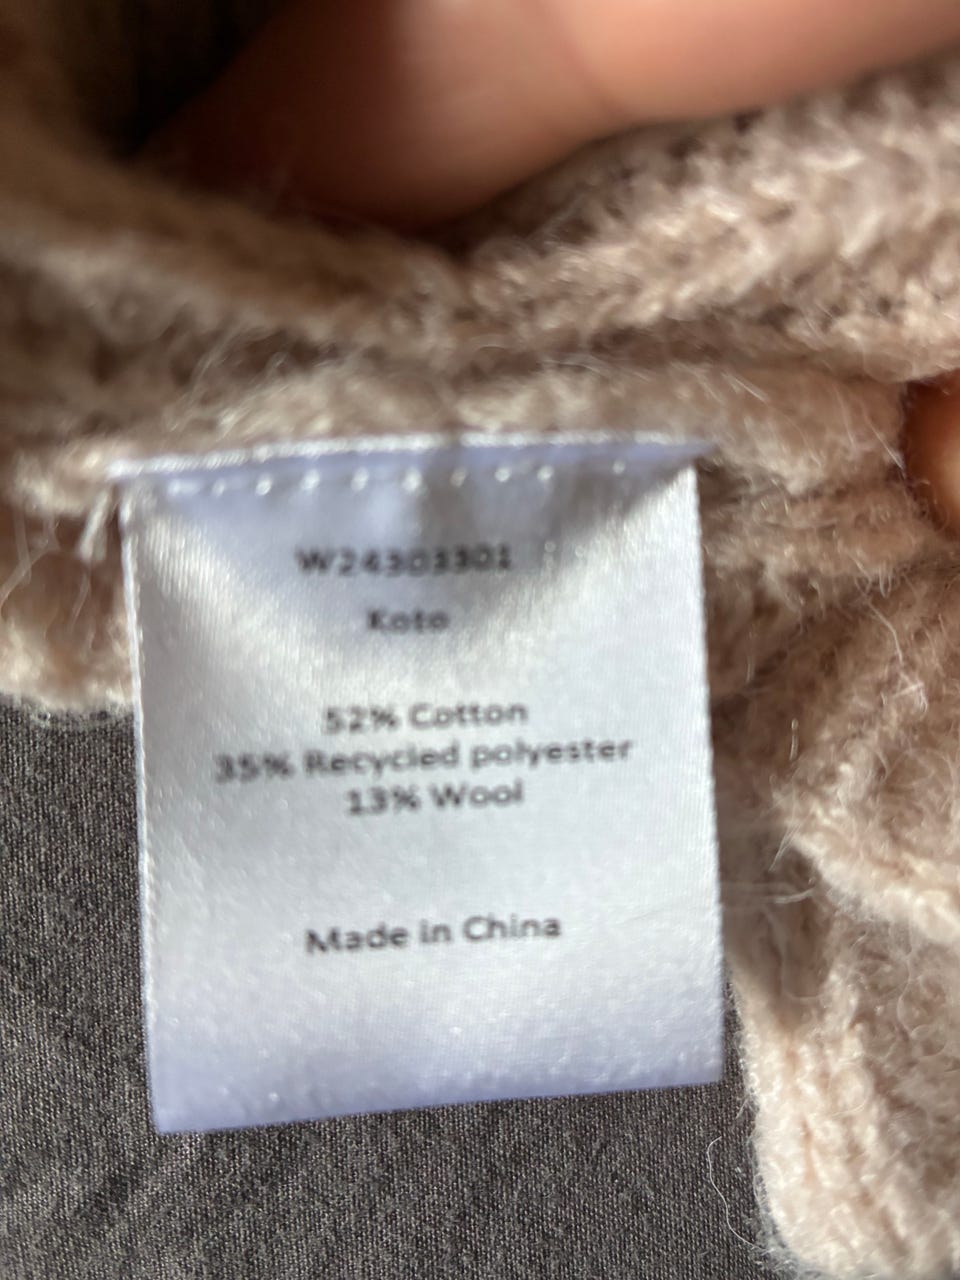 W24303301
Koto
52% Cotton
35% Recycled polyester
13% Wool
Made in China